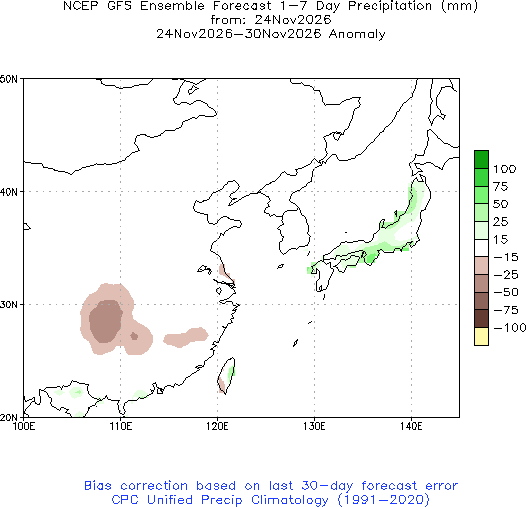 NCEP GFS Ensemble Forecast 1-7 Day Precipitation (mm)
from: 24Nov2026
24Nov2026-30Nov2026 Anomaly
50N
40N
30N
20N
100E 110E 120E 130E 140E
100
75
50
25
15
-15
-25
-50
-75
-100
Bias correction based on last 30-day forecast error
CPC Unified Precip Climatology (1991-2020)